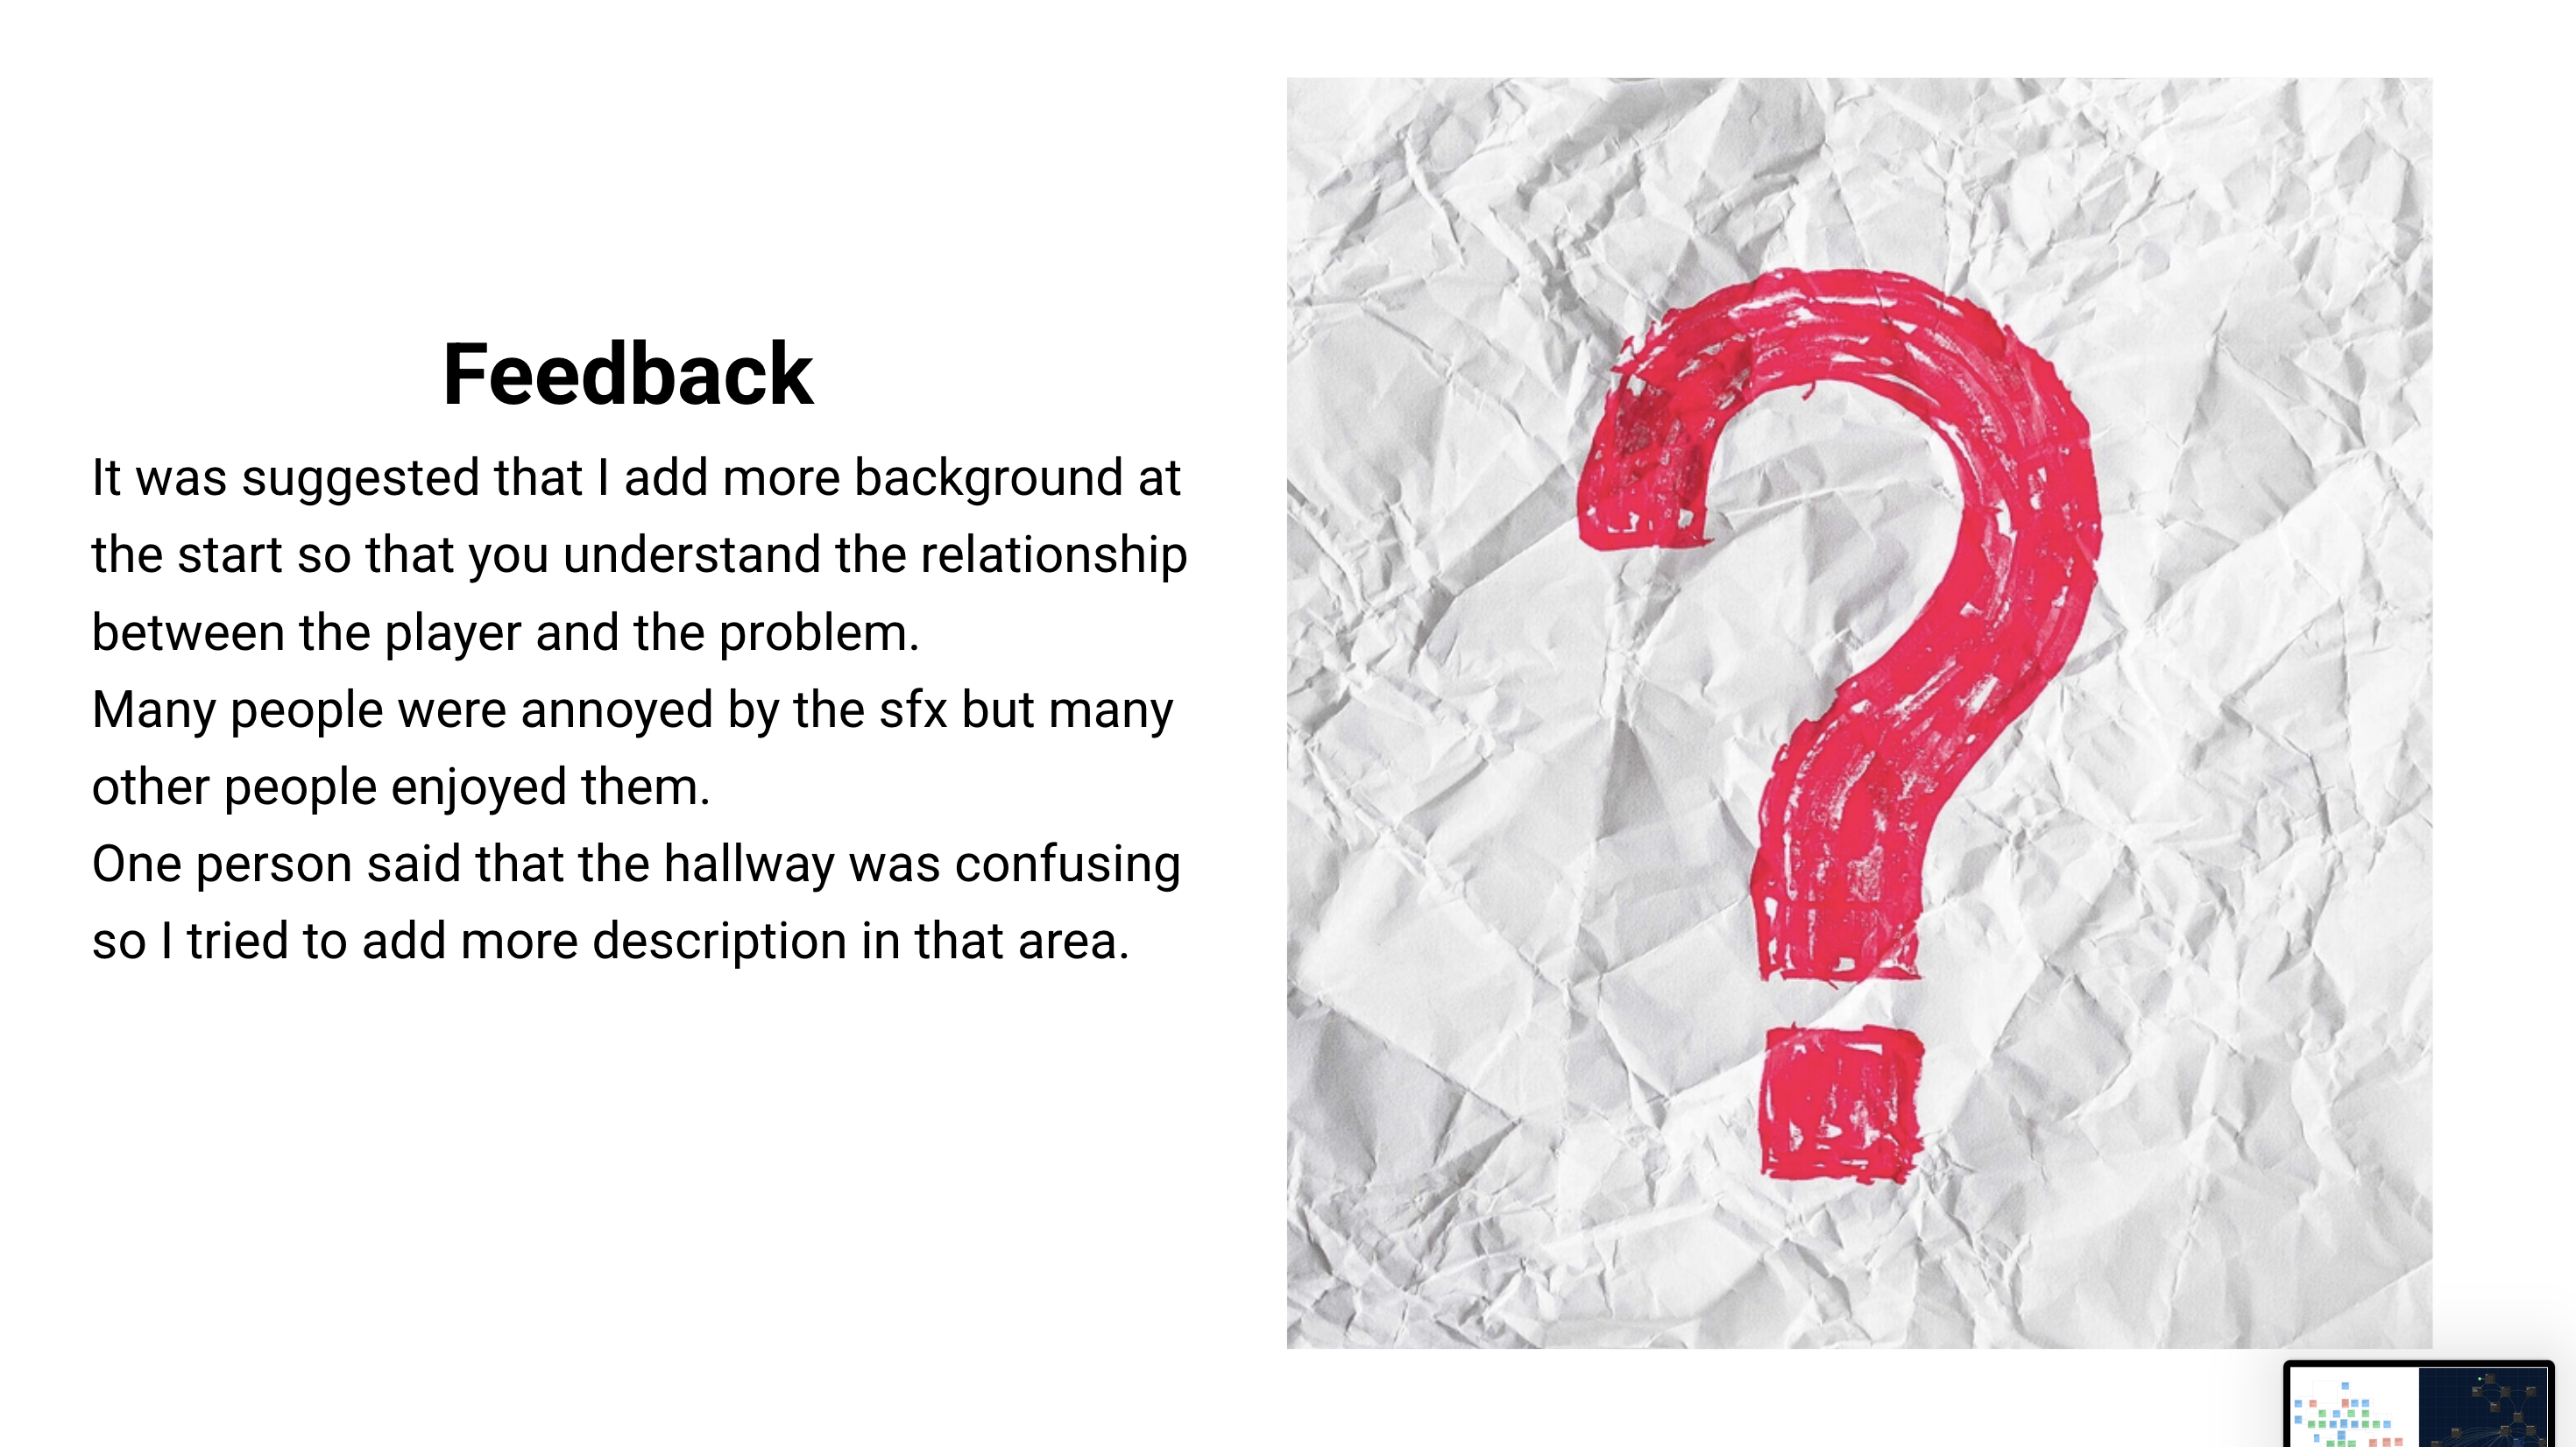 Feedback
It was suggested that I add more background at
the start so that you understand the relationship
between the player and the problem.
Many people were annoyed by the sfx but many
other people enjoyed them.
One person said that the hallway was confusing
so I tried to add more description in that area.
?